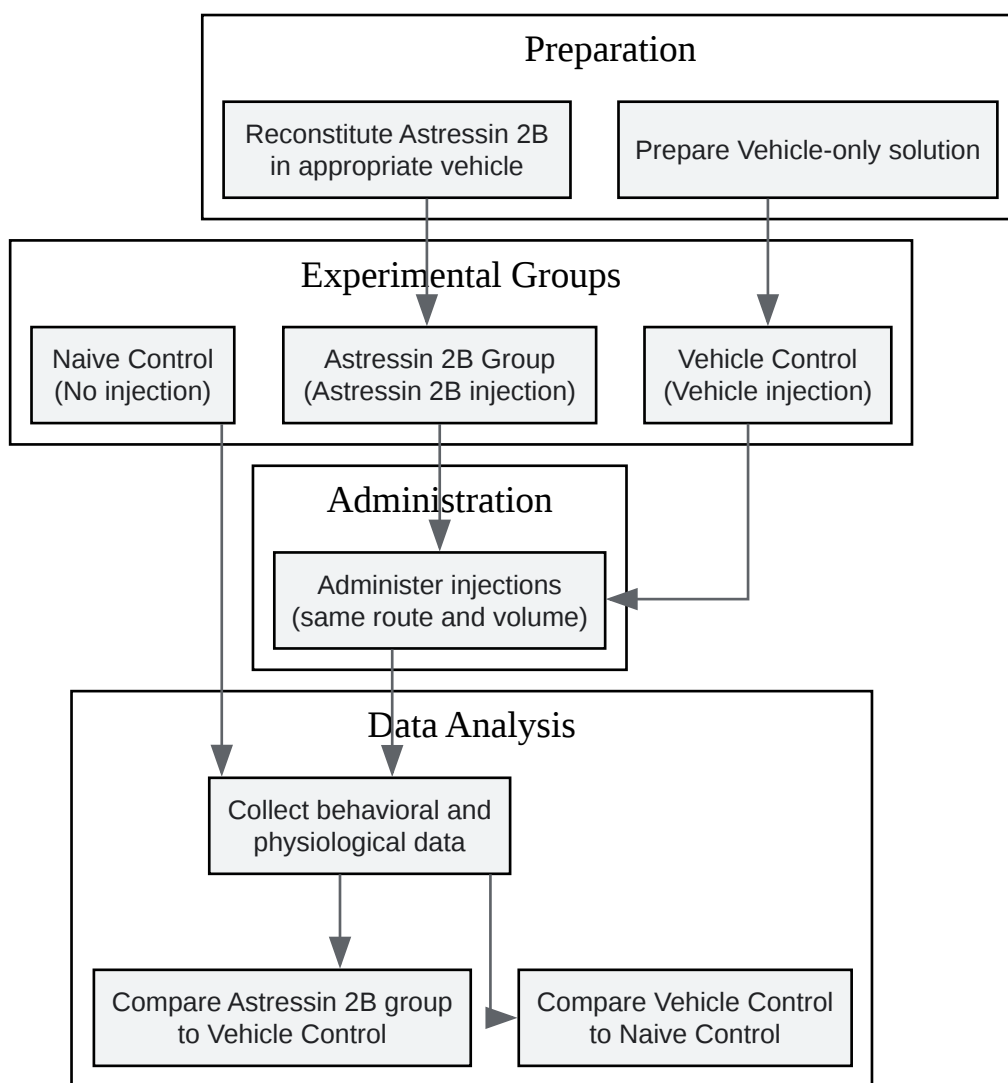 Preparation
Reconstitute Astressin 2B
in appropriate vehicle
Prepare Vehicle-only solution
Experimental Groups
Naive Control
(No injection)
Astressin 2B Group
(Astressin 2B injection)
Vehicle Control
(Vehicle injection)
Administration
Administer injections
(same route and volume)
Data Analysis
Collect behavioral and
physiological data
Compare Astressin 2B group
to Vehicle Control
Compare Vehicle Control
to Naive Control